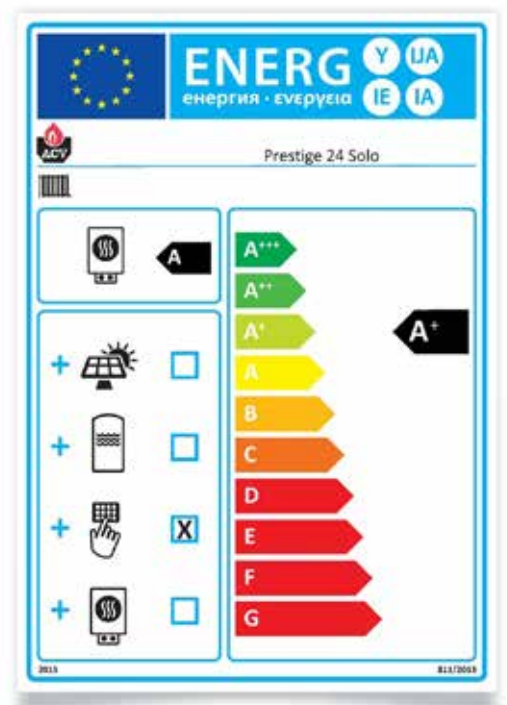 ENERG Y IJA
енергия · ενεργεια IE IA
ACV
Prestige 24 Solo
A
A+++
A++
A+
A+
A
B
C
D
E
F
G
+
+
+ X
+
2015
811/2013